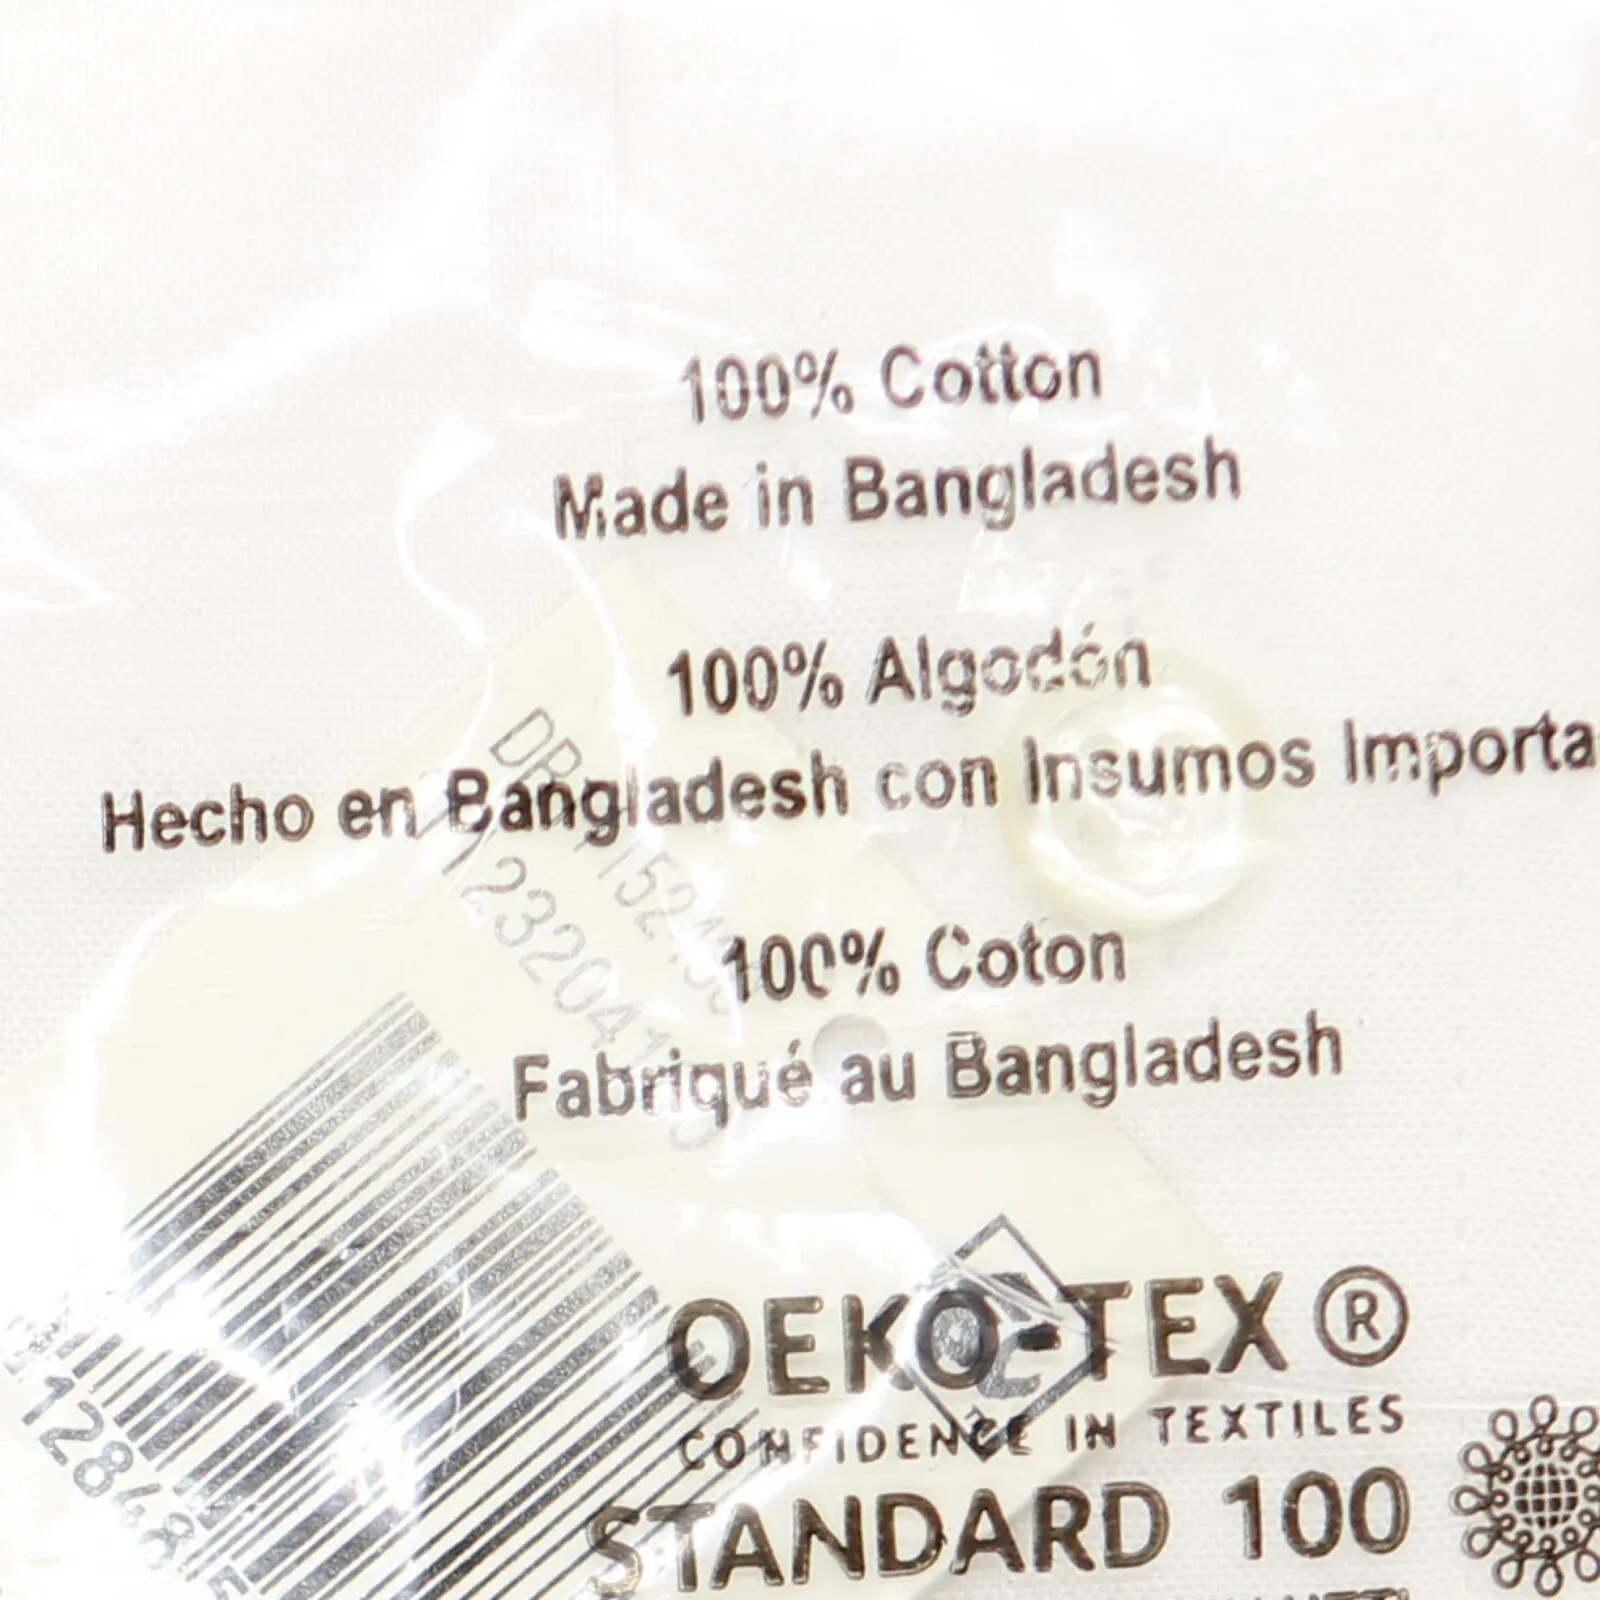 100% Cotton
Made in Bangladesh
100% Algodón
Hecho en Bangladesh con Insumos Importa
100% Coton
Fabriqué au Bangladesh
OEKO-TEX ®
CONFIDENCE IN TEXTILES
STANDARD 100